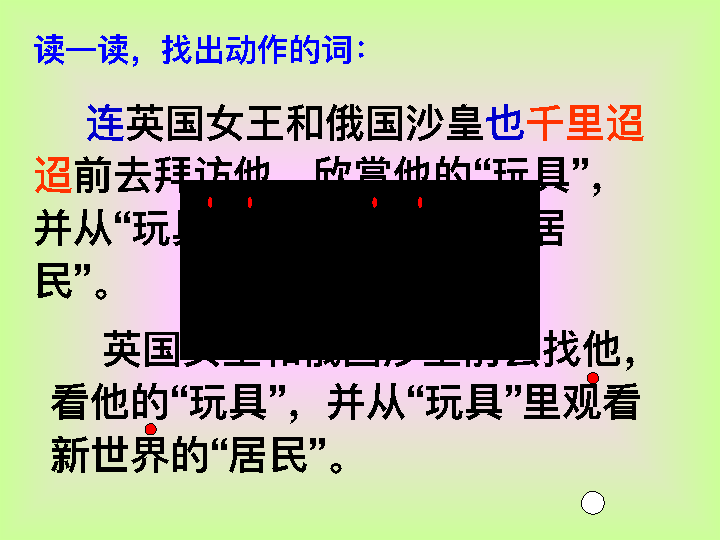 读一读，找出动作的词：
连英国女王和俄国沙皇也千里迢
迢前去拜访他 欣赏他的“玩具”，
并从“玩 居
民”。
英国 找他，
看他的“玩具”，并从“玩具”里观看
新世界的“居民”。